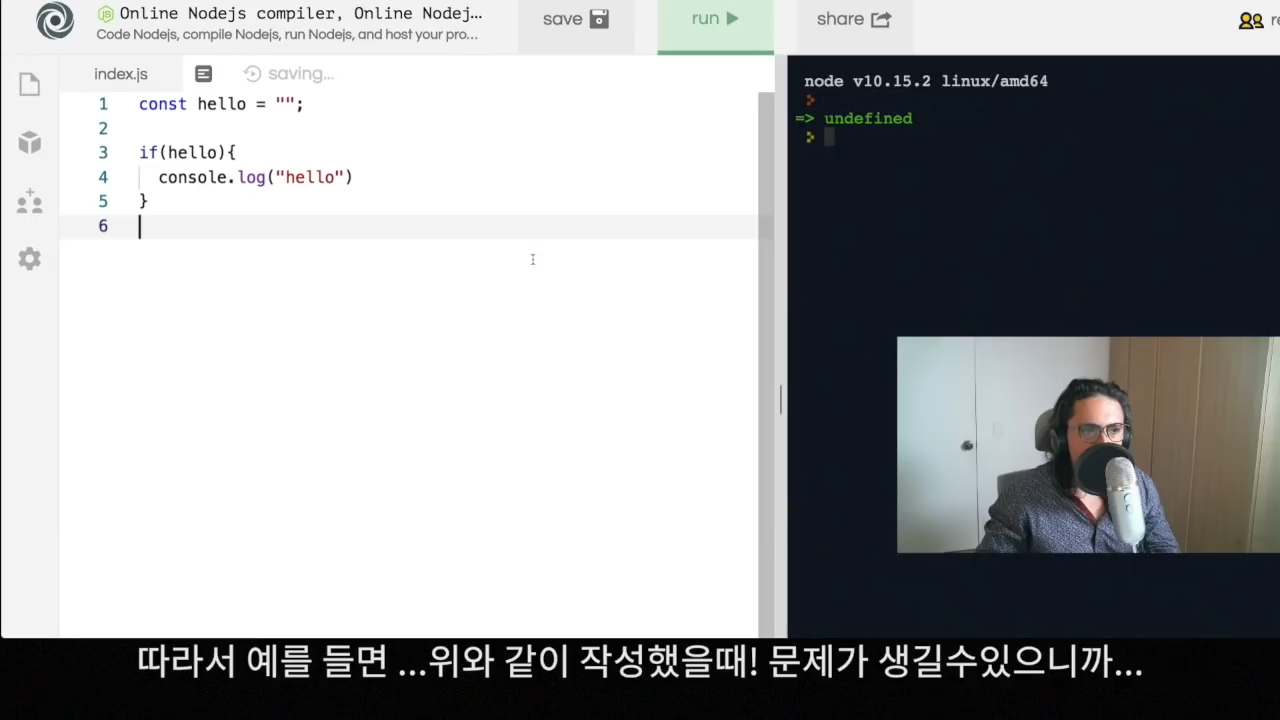 Online Nodejs compiler, Online Nodej...
Code Nodejs, compile Nodejs, run Nodejs, and host your pro...
save
run
share
re
index.js
saving...
1 const hello = "";
2
3 if(hello){
4 console.log("hello")
5 }
6
node v10.15.2 linux/amd64
=> undefined
따라서 예를 들면 ...위와 같이 작성했을때! 문제가 생길수있으니까...